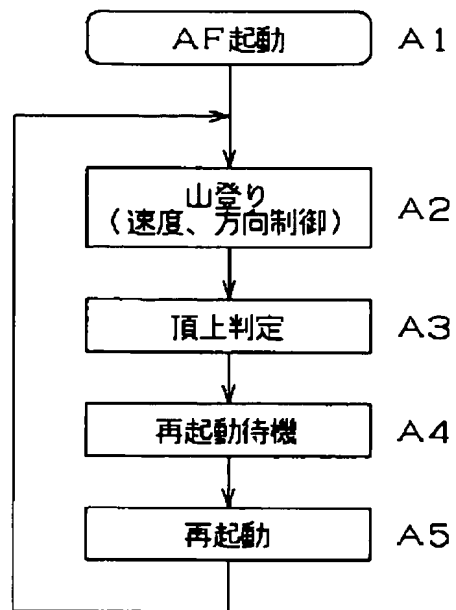 AF起動 A1
山登り
(速度、方向制御) A2
頂上判定 A3
再起動待機 A4
再起動 A5